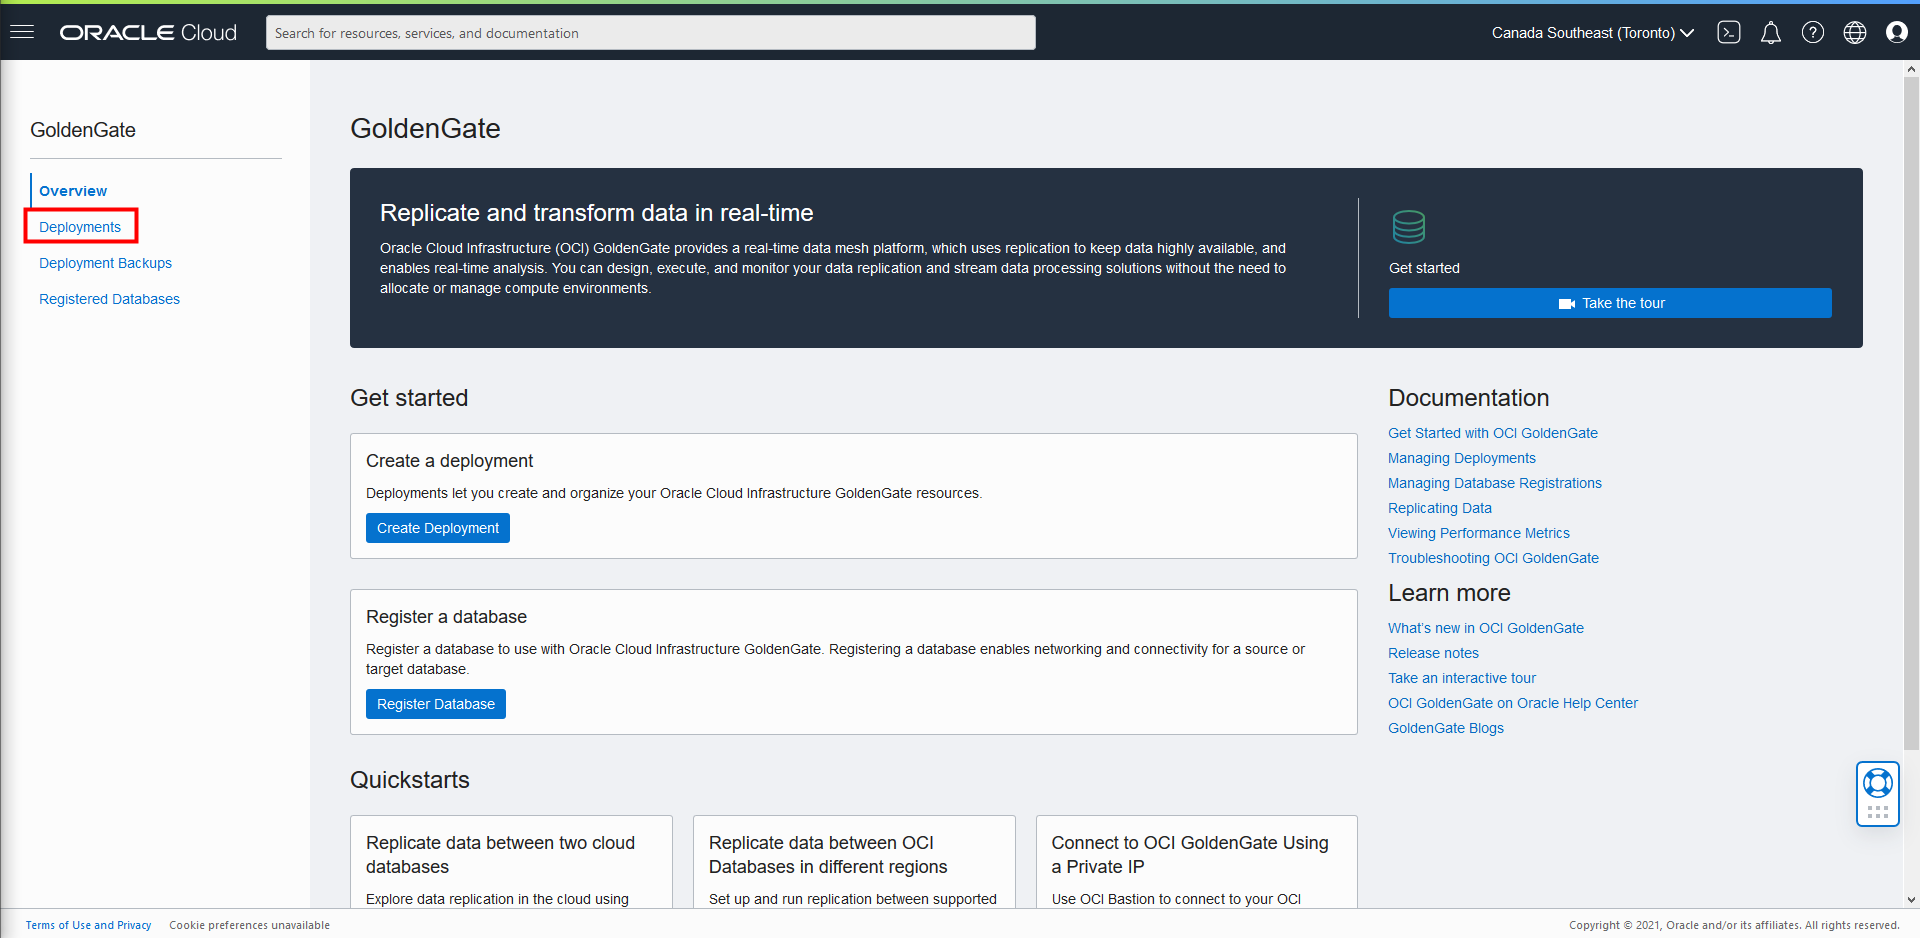 ORACLE Cloud
Search for resources, services, and documentation
Canada Southeast (Toronto)
GoldenGate
Overview
Deployments
Deployment Backups
Registered Databases
GoldenGate
Replicate and transform data in real-time
Oracle Cloud Infrastructure (OCI) GoldenGate provides a real-time data mesh platform, which uses replication to keep data highly available, and
enables real-time analysis. You can design, execute, and monitor your data replication and stream data processing solutions without the need to
allocate or manage compute environments.
Get started
Take the tour
Get started
Create a deployment
Deployments let you create and organize your Oracle Cloud Infrastructure GoldenGate resources.
Create Deployment
Register a database
Register a database to use with Oracle Cloud Infrastructure GoldenGate. Registering a database enables networking and connectivity for a source or
target database.
Register Database
Documentation
Get Started with OCI GoldenGate
Managing Deployments
Managing Database Registrations
Replicating Data
Viewing Performance Metrics
Troubleshooting OCI GoldenGate
Learn more
What's new in OCI GoldenGate
Release notes
Take an interactive tour
OCI GoldenGate on Oracle Help Center
GoldenGate Blogs
Quickstarts
Replicate data between two cloud
databases
Explore data replication in the cloud using
Replicate data between OCI
Databases in different regions
Set up and run replication between supported
Connect to OCI GoldenGate Using
a Private IP
Use OCI Bastion to connect to your OCI
Terms of Use and Privacy
Cookie preferences unavailable
Copyright © 2021, Oracle and/or its affiliates. All rights reserved.